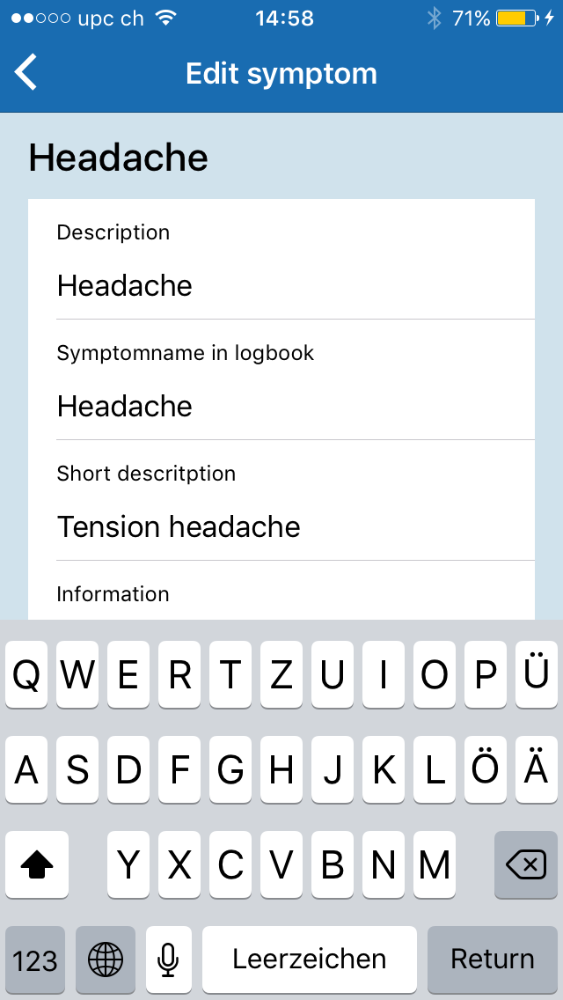 upc ch 14:58 71%
Edit symptom
Headache
Description
Headache
Symptomname in logbook
Headache
Short descritption
Tension headache
Information
Q W E R T Z U I O P Ü
A S D F G H J K L Ö Ä
Y X C V B N M
123 Leerzeichen Return